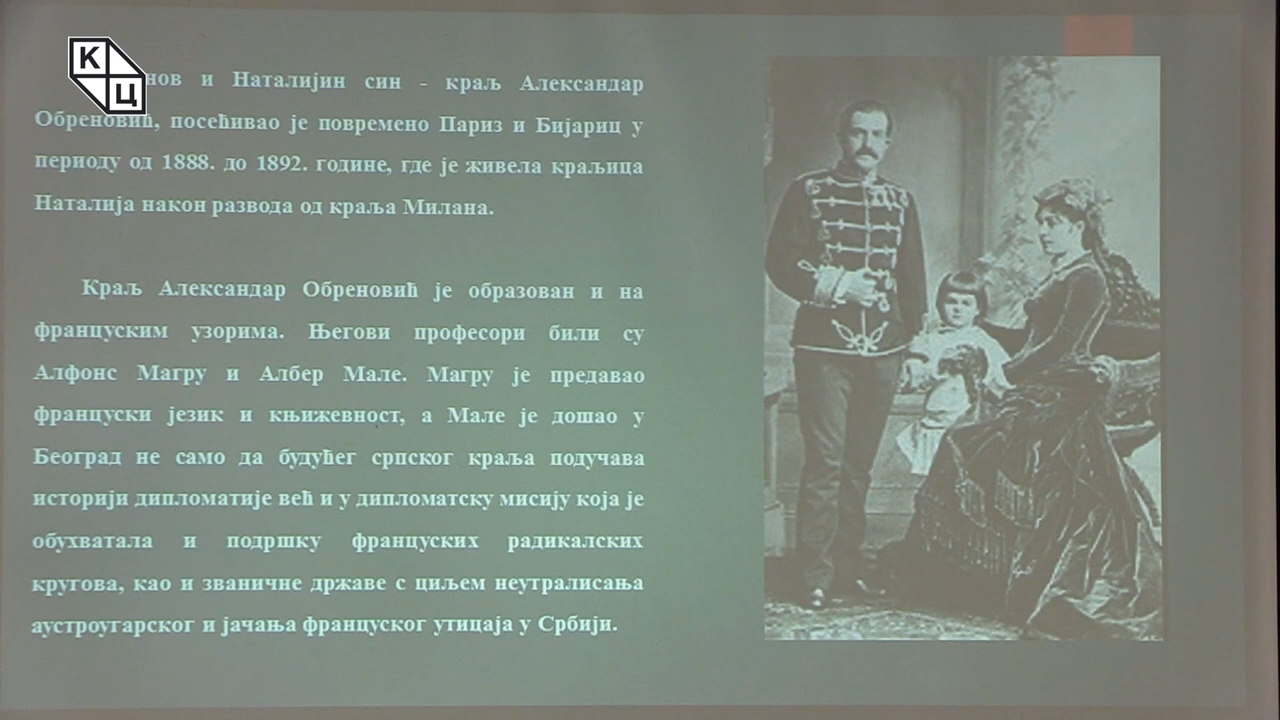 К
Ц
и Наталијин син - краљ Александар
Обреновић, посећивао је повремено Париз и Бијариц у
периоду од 1888. до 1892. године, где је живела краљица
Наталија након развода од краља Милана.
Краљ Александар Обреновић је образован и на
француским узорима. Његови професори били су
Алфонс Магру и Албер Мале. Магру је предавао
француски језик и књижевност, а Мале је дошао у
Београд не само да будућег српског краља подучава
историји дипломатије већ и у дипломатску мисију која је
обухватала и подршку француских радикалских
кругова, као и званичне државе с циљем неутралисања
аустроугарског и јачања француског утицаја у Србији.